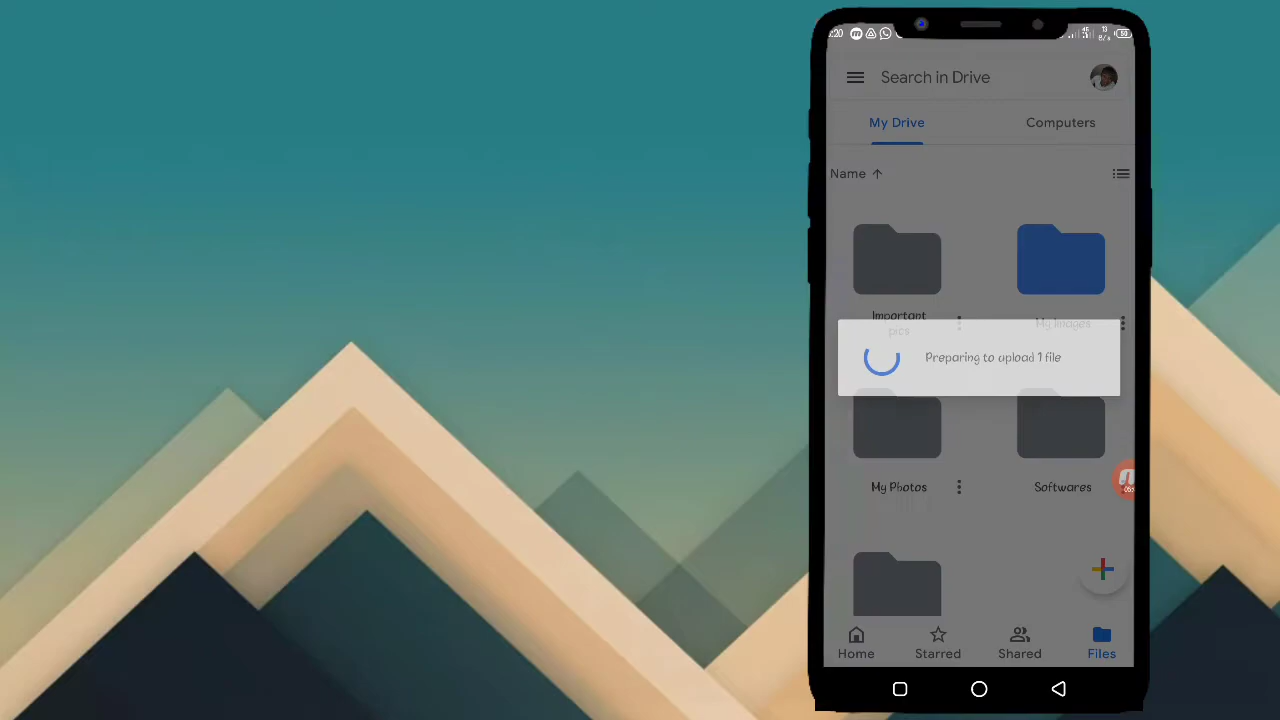 :20
Search in Drive
My Drive
Computers
Name
Important
pics
My Images
Preparing to upload 1 file
My Photos
Softwares
Home
Starred
Shared
Files